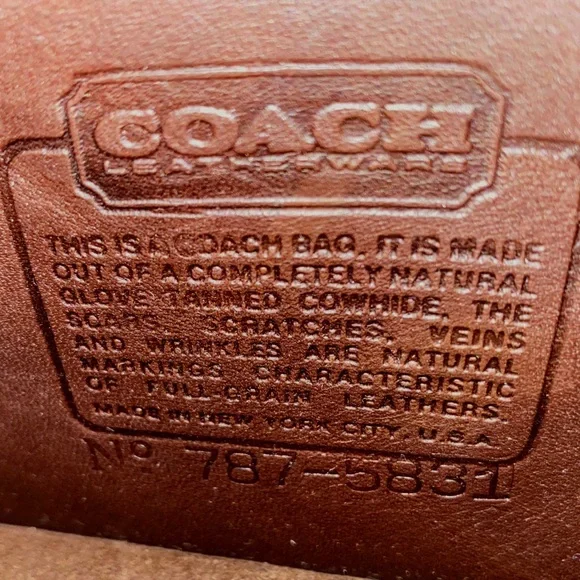 COACH
LEATHERWARE
THIS IS A COACH BAG. IT IS MADE
OUT OF A COMPLETELY NATURAL
GLOVE TANNED COWHIDE. THE
SCARS, SCRATCHES, VEINS
AND WRINKLES ARE NATURAL
MARKINGS CHARACTERISTIC
OF FULL-GRAIN LEATHERS.
MADE IN NEW YORK CITY, U.S.A.
No 787-5831